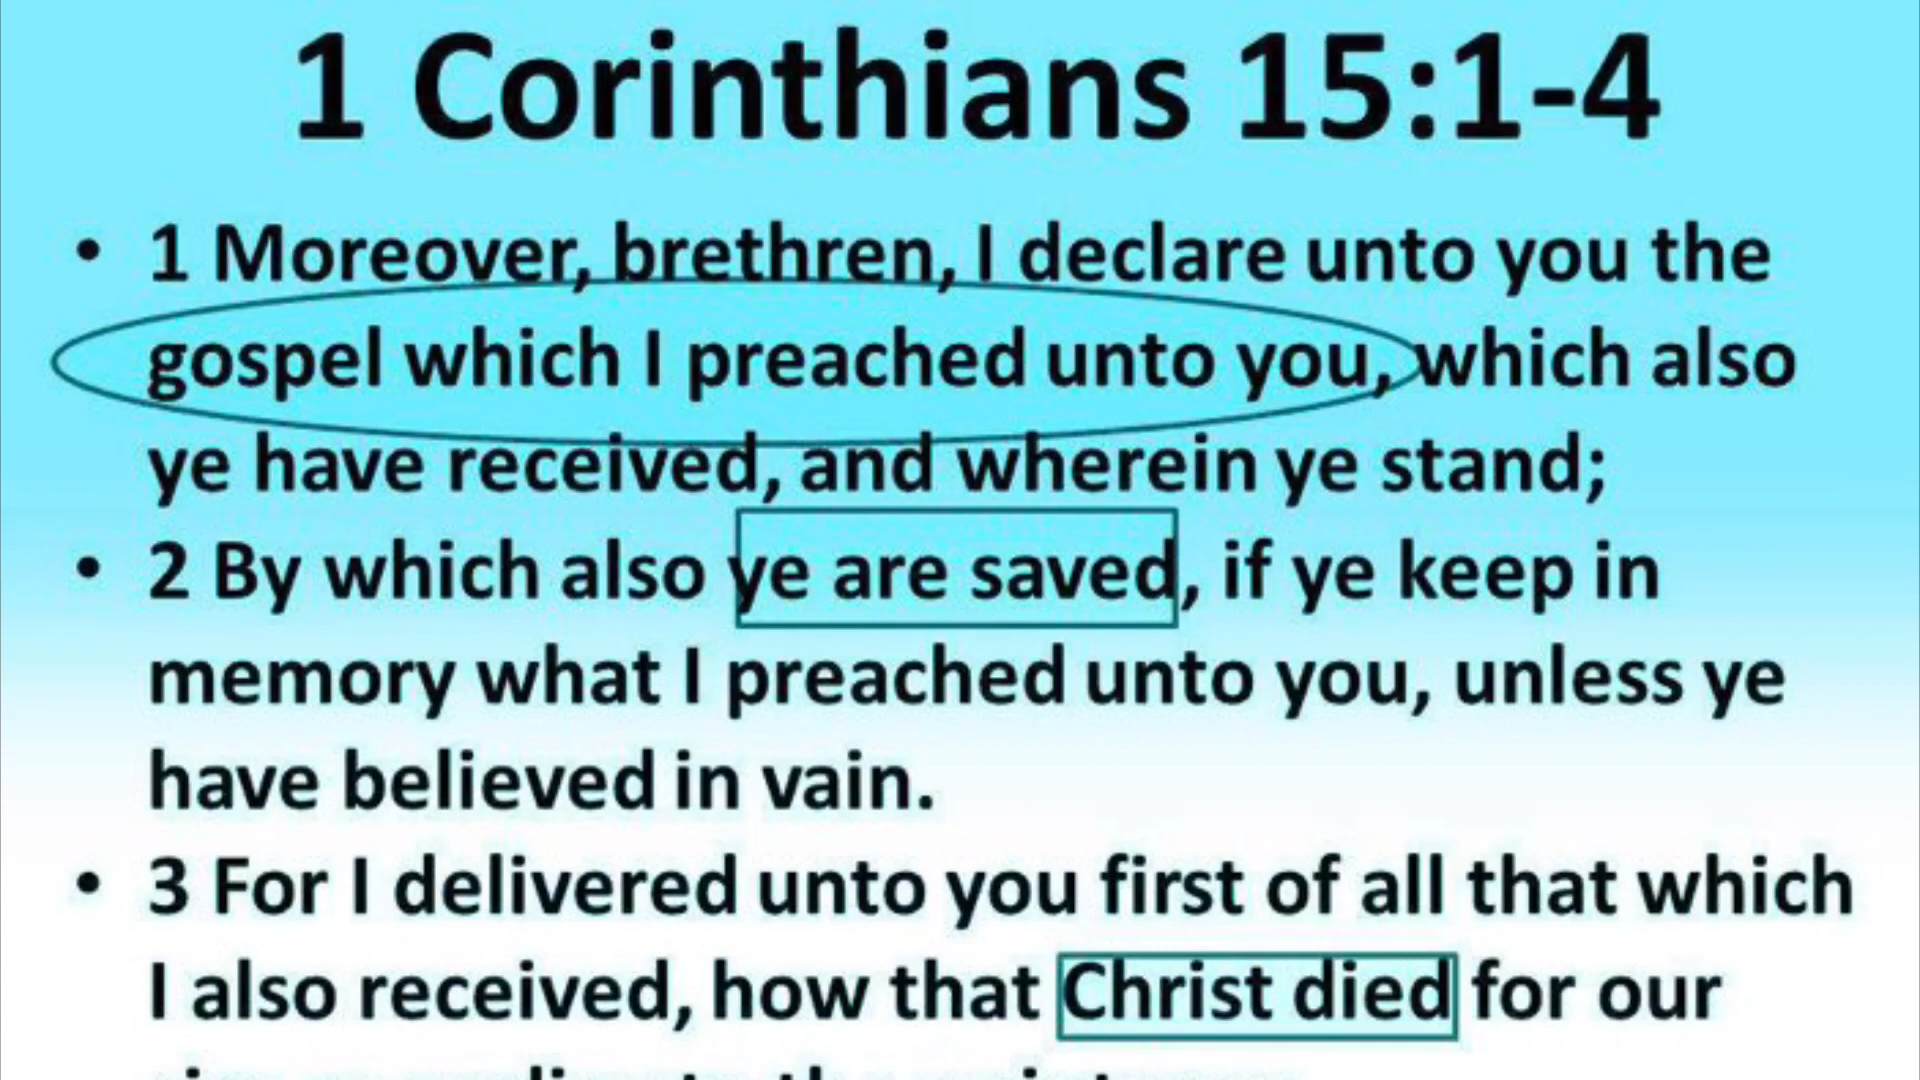 1 Corinthians 15:1-4
• 1 Moreover, brethren, I declare unto you the
gospel which I preached unto you, which also
ye have received, and wherein ye stand;
• 2 By which also ye are saved, if ye keep in
memory what I preached unto you, unless ye
have believed in vain.
• 3 For I delivered unto you first of all that which
I also received, how that Christ died for our